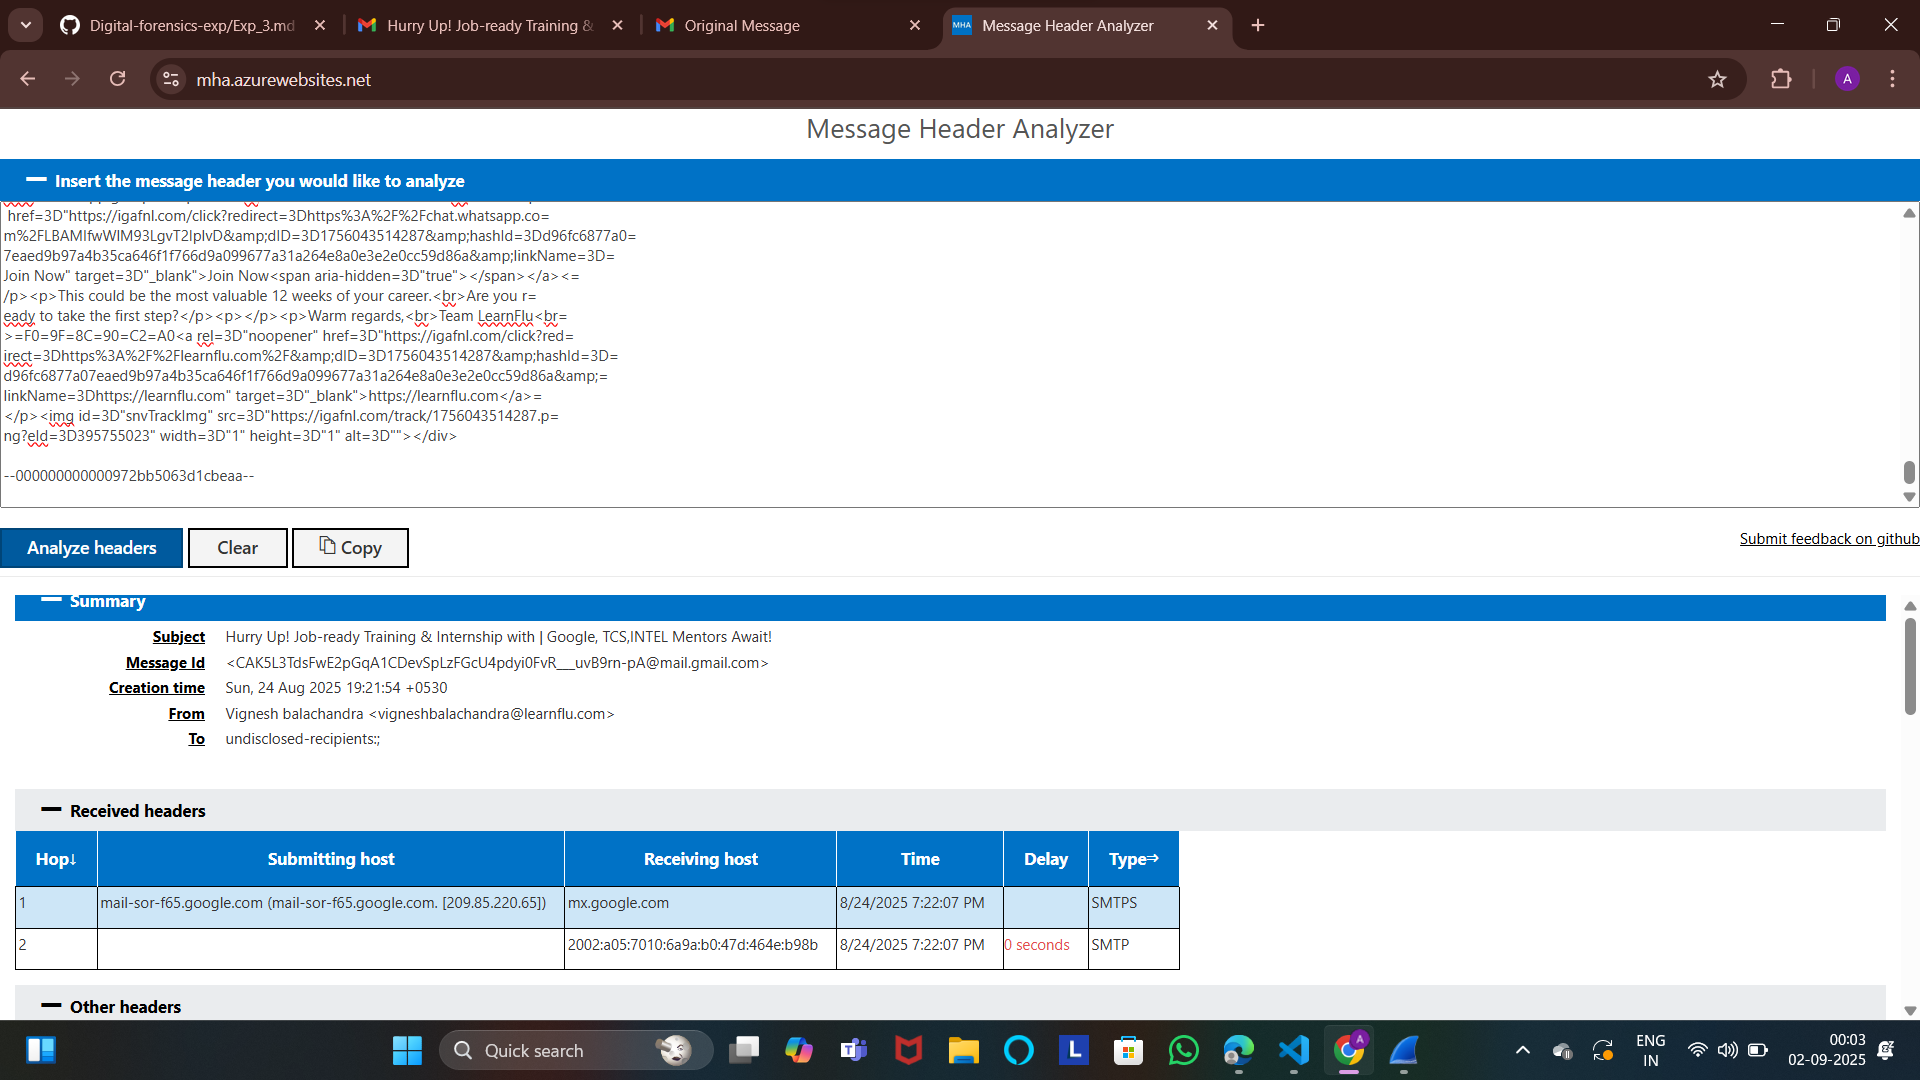 Digital-forensics-exp/Exp_3.md
Hurry Up! Job-ready Training &
Original Message
MHA
Message Header Analyzer
mha.azurewebsites.net
A
Message Header Analyzer
Insert the message header you would like to analyze
href=3D"https://igafnl.com/click?redirect=3Dhttps%3A%2F%2Fchat.whatsapp.co=
m%2FLBAMIfwWIM93LgvT2IpIvD&amp;dID=3D1756043514287&amp;hashId=3Dd96fc6877a0=
7eaed9b97a4b35ca646f1f766d9a099677a31a264e8a0e3e2e0cc59d86a&amp;linkName=3D=
Join Now" target=3D"_blank">Join Now<span aria-hidden=3D"true"></span></a><=
/p><p>This could be the most valuable 12 weeks of your career.<br>Are you r=
eady to take the first step?</p><p></p><p>Warm regards,<br>Team LearnFlu<br=
>=F0=9F=8C=90=C2=A0<a rel=3D"noopener" href=3D"https://igafnl.com/click?red=
irect=3Dhttps%3A%2F%2Flearnflu.com%2F&amp;dID=3D1756043514287&amp;hashId=3D=
d96fc6877a07eaed9b97a4b35ca646f1f766d9a099677a31a264e8a0e3e2e0cc59d86a&amp;=
linkName=3Dhttps://learnflu.com" target=3D"_blank">https://learnflu.com</a>=
</p><img id=3D"snvTrackImg" src=3D"https://igafnl.com/track/1756043514287.p=
ng?eId=3D395755023" width=3D"1" height=3D"1" alt=3D""></div>
--000000000000972bb5063d1cbeaa--
Analyze headers
Clear
Copy
Submit feedback on github
Summary
Subject Hurry Up! Job-ready Training & Internship with | Google, TCS,INTEL Mentors Await!
Message Id <CAK5L3TdsFwE2pGqA1CDevSpLzFGcU4pdyi0FvR___uvB9rn-pA@mail.gmail.com>
Creation time Sun, 24 Aug 2025 19:21:54 +0530
From Vignesh balachandra <vigneshbalachandra@learnflu.com>
To undisclosed-recipients:;
Received headers
Hop↓ Submitting host Receiving host Time Delay Type⇒
1 mail-sor-f65.google.com (mail-sor-f65.google.com. [209.85.220.65]) mx.google.com 8/24/2025 7:22:07 PM SMTPS
2 2002:a05:7010:6a9a:b0:47d:464e:b98b 8/24/2025 7:22:07 PM 0 seconds SMTP
Other headers
Quick search
L
A
ENG
IN
00:03
02-09-2025